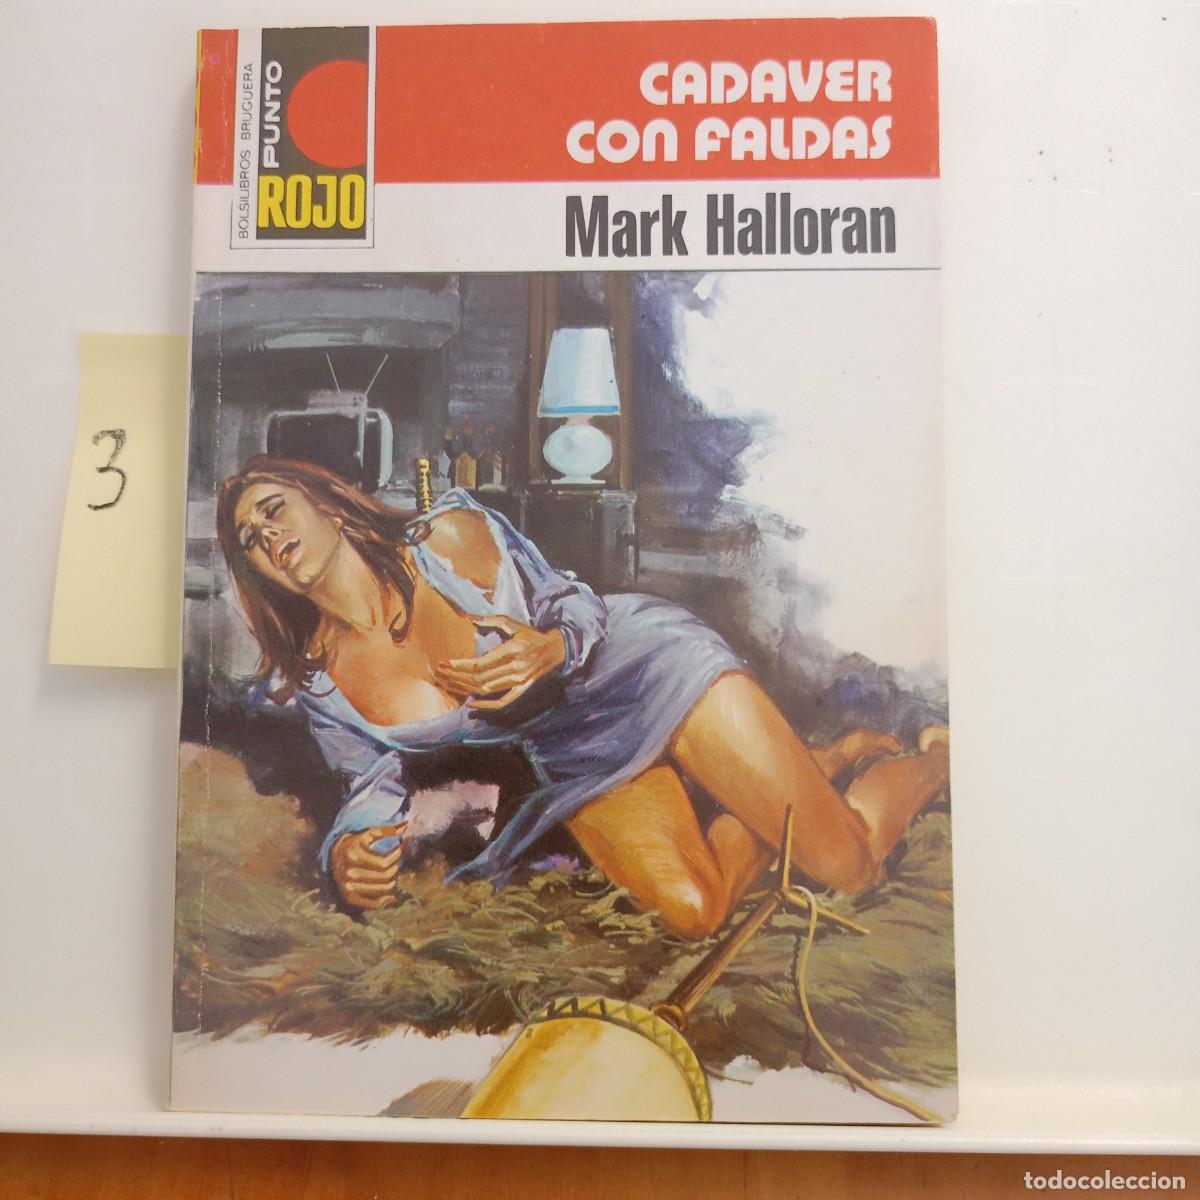 BOLSILIBROS BRUGUERA
PUNTO
ROJO
CADAVER
CON FALDAS
Mark Halloran
3
todocoleccion